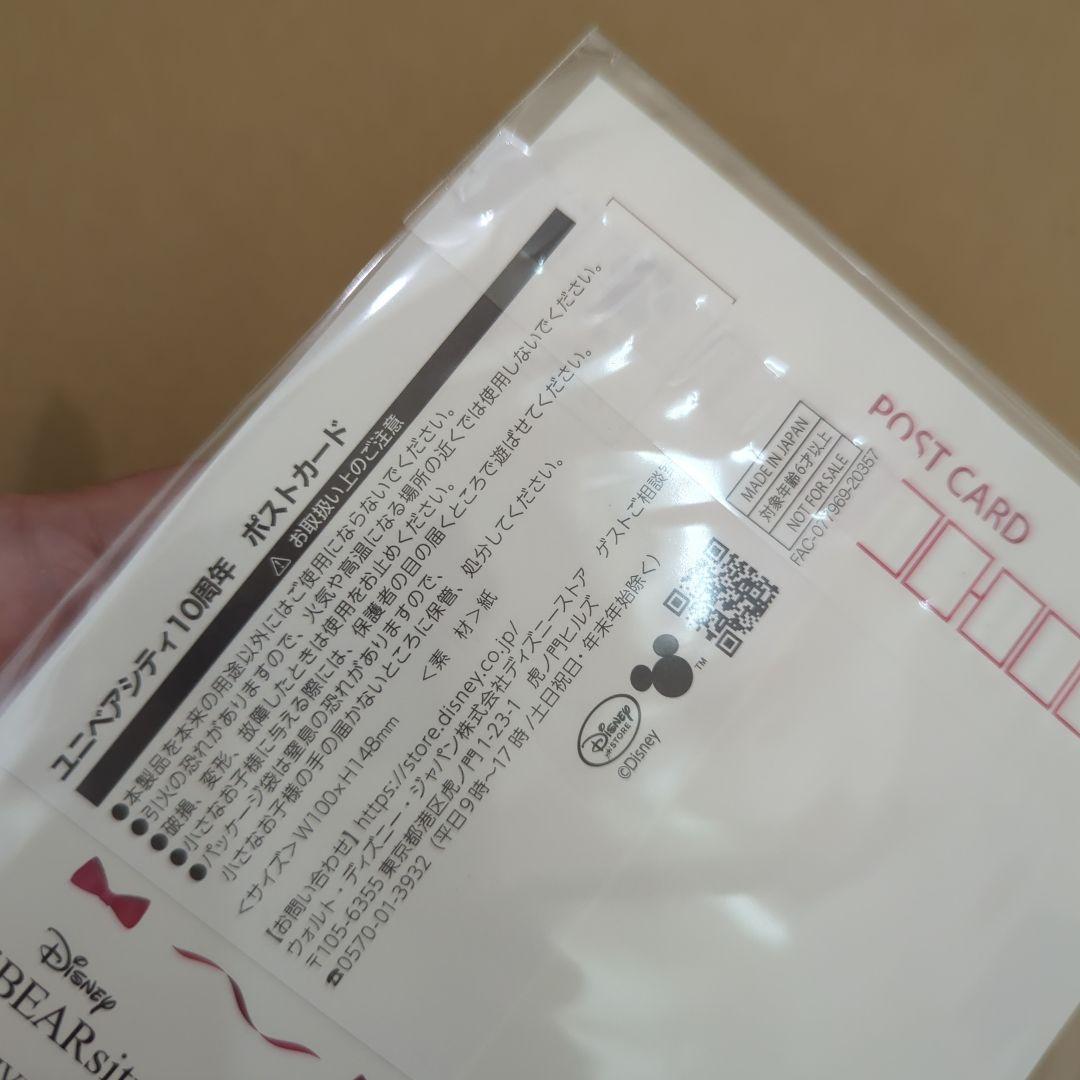 ユニベアシティ10周年 ポストカード
⚠お取扱い上のご注意
●本製品を本来の用途以外にはご使用にならないでください。
●引火の恐れがありますので、火気や高温になる場所の近くでは使用しないでください。
●破損、変形、故障したときは使用をお止めください。
●小さなお子様に与える際には、保護者の目の届くところで遊ばせてください。
●パッケージ袋は窒息の恐れがありますので、
小さなお子様の手の届かないところに保管、処分してください。
<サイズ>W100×H148mm <素 材>紙
【お問い合わせ】https://store.disney.co.jp/
ウォルト・ディズニー・ジャパン株式会社ディズニーストア ゲストご相談
〒105-6355 東京都港区虎ノ門1-23-1 虎ノ門ヒルズ
☎0570-01-3932 (平日9時~17時/土日祝日・年末年始除く)
MADE IN JAPAN
対象年齢6才以上
NOT FOR SALE
FAC-077969-20357
Disney
STORE
TM
©Disney
POST CARD
Disney
BEARsit